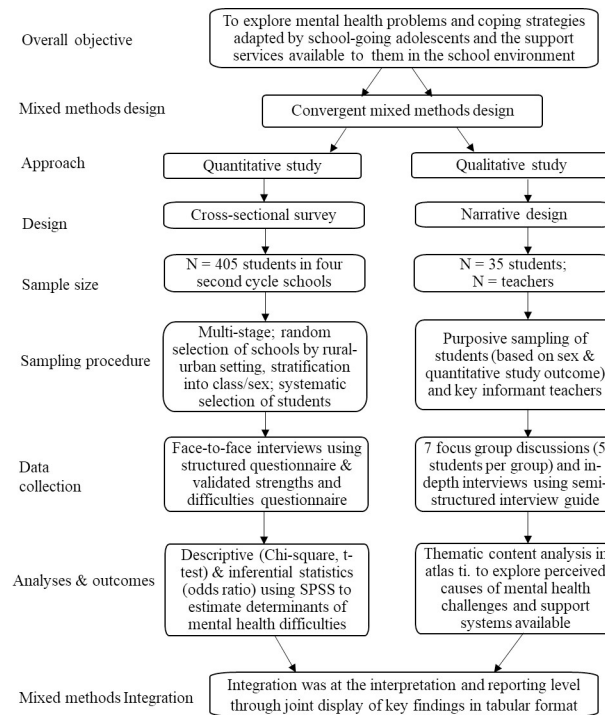 Overall objective
To explore mental health problems and coping strategies
adapted by school-going adolescents and the support
services available to them in the school environment
Mixed methods design
Convergent mixed methods design
Approach
Quantitative study
Qualitative study
Design
Cross-sectional survey
Narrative design
Sample size
N = 405 students in four
second cycle schools
N = 35 students;
N = teachers
Sampling procedure
Multi-stage; random
selection of schools by rural-
urban setting, stratification
into class/sex; systematic
selection of students
Purposive sampling of
students (based on sex &
quantitative study outcome)
and key informant teachers
Data
collection
Face-to-face interviews using
structured questionnaire &
validated strengths and
difficulties questionnaire
7 focus group discussions (5
students per group) and in-
depth interviews using semi-
structured interview guide
Analyses & outcomes
Descriptive (Chi-square, t-
test) & inferential statistics
(odds ratio) using SPSS to
estimate determinants of
mental health difficulties
Thematic content analysis in
atlas ti. to explore perceived
causes of mental health
challenges and support
systems available
Mixed methods Integration
Integration was at the interpretation and reporting level
through joint display of key findings in tabular format